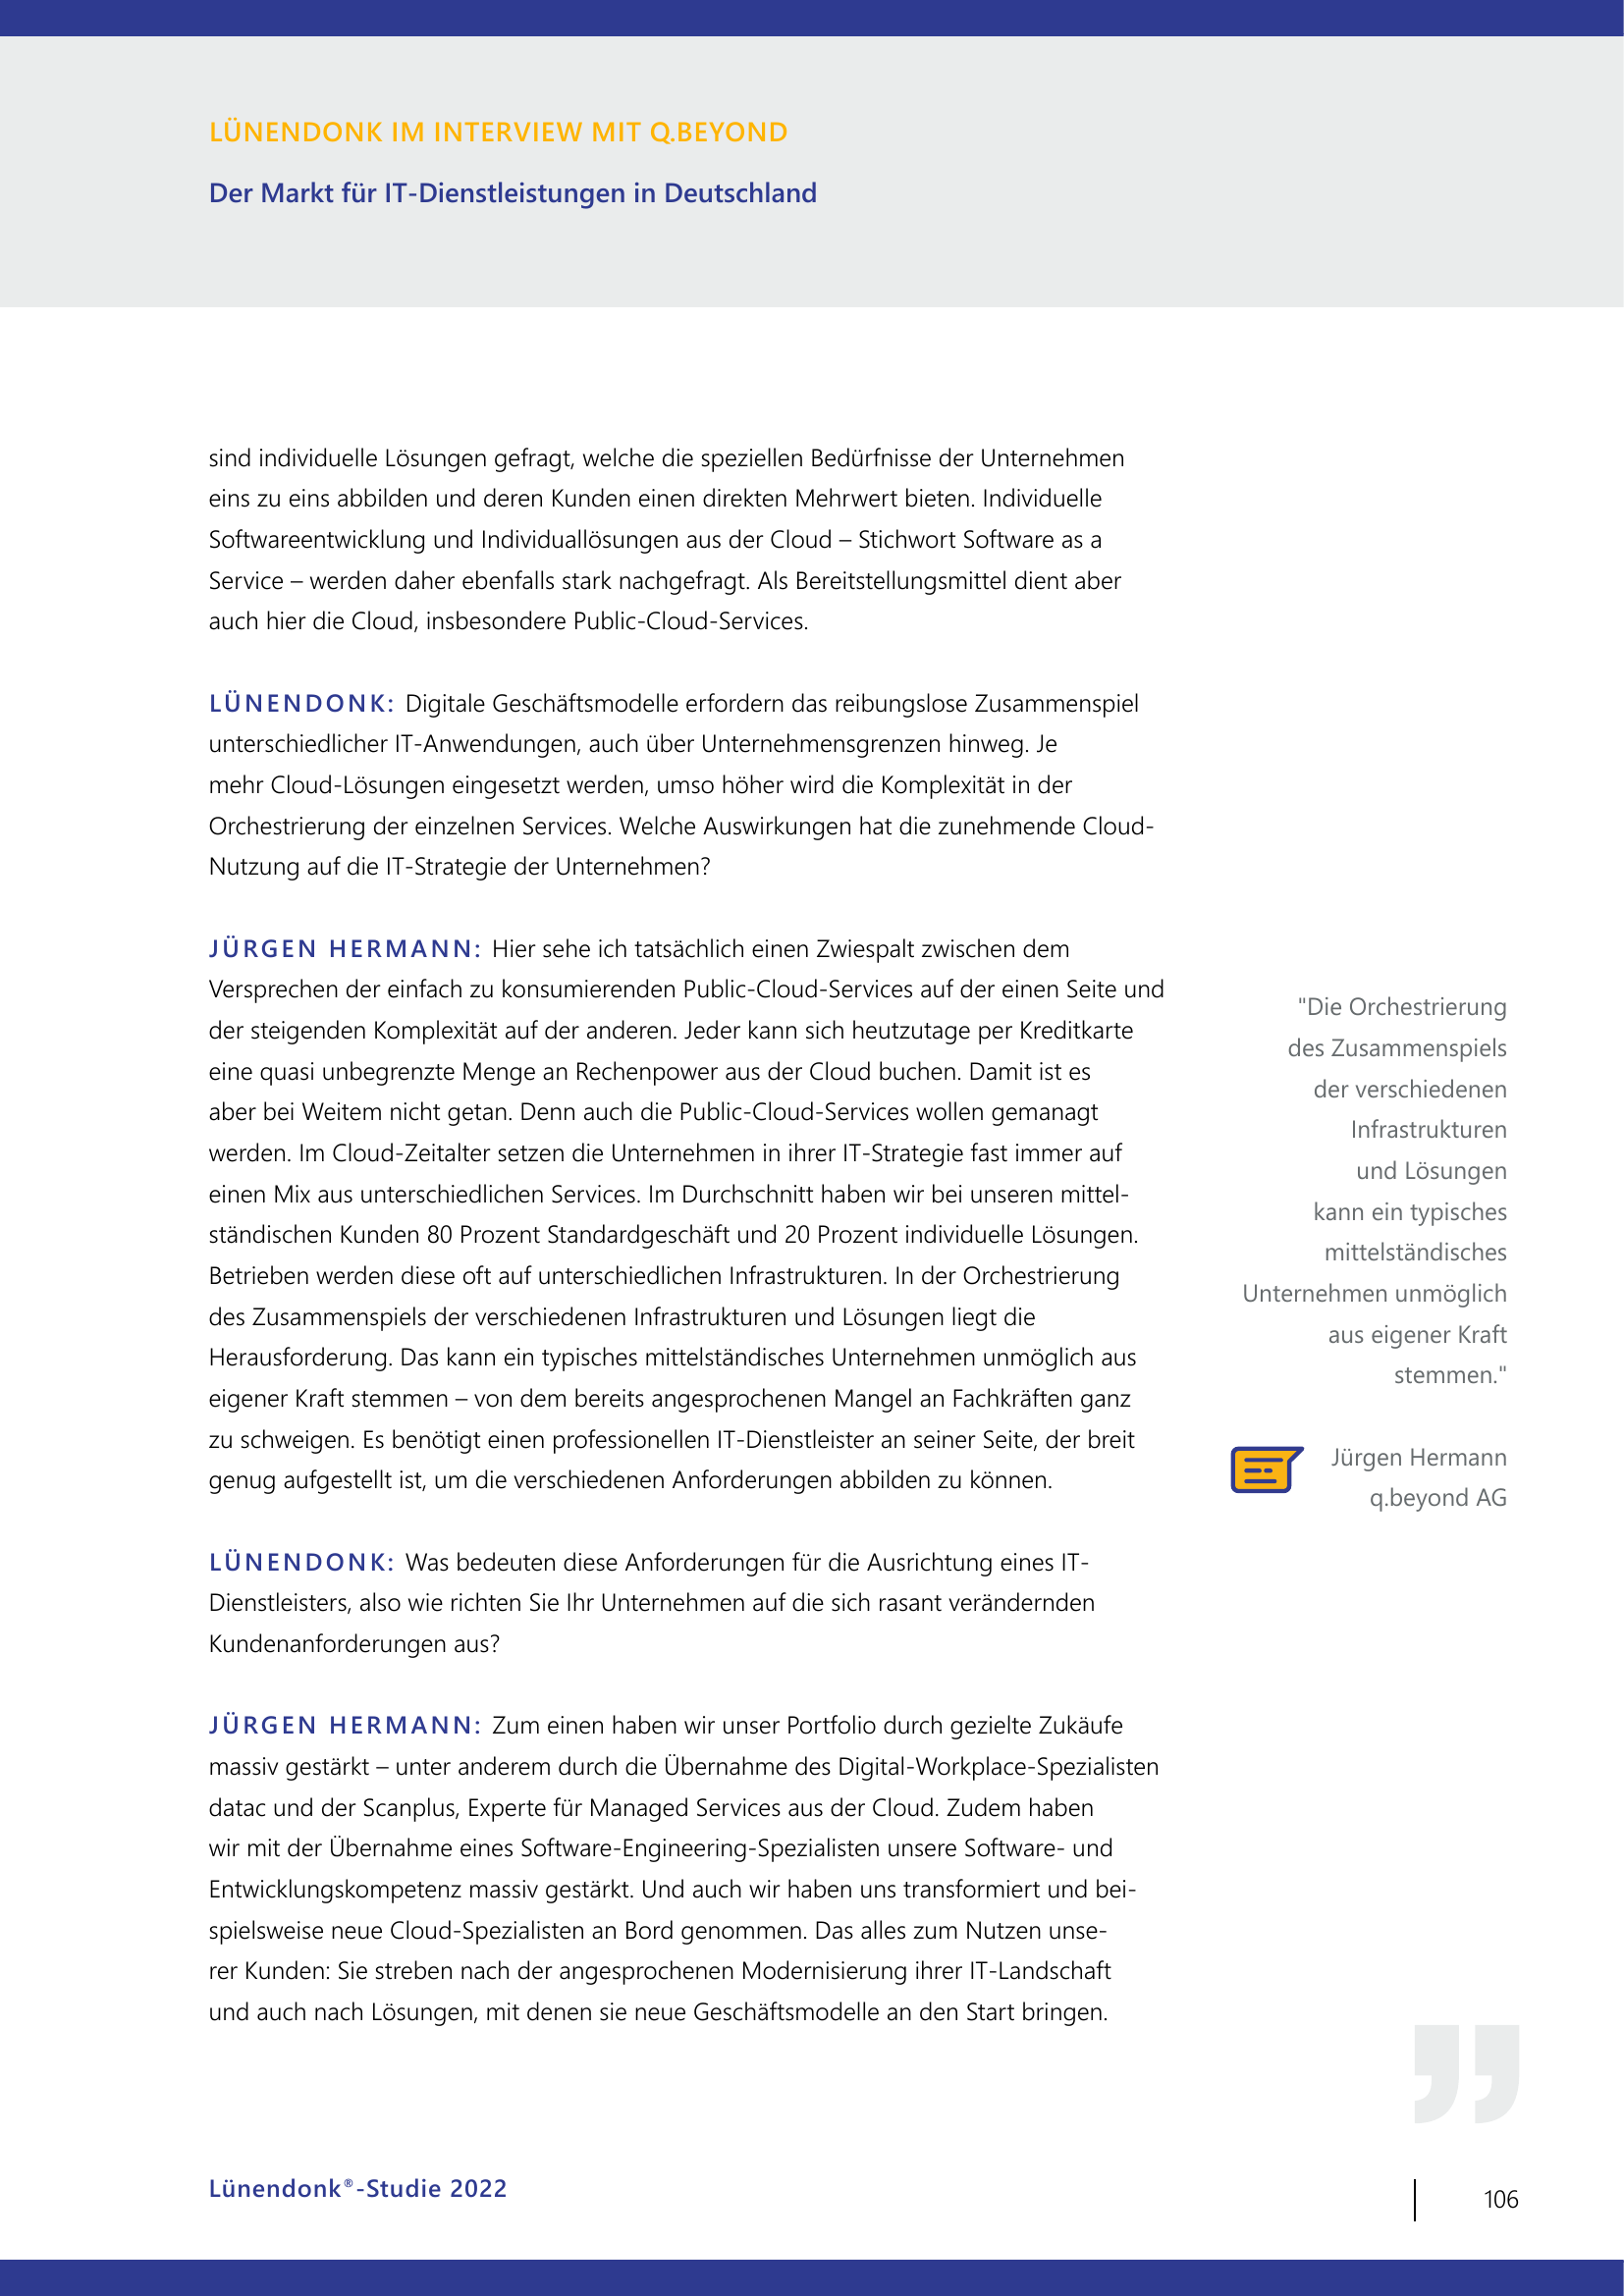 LÜNENDONK IM INTERVIEW MIT Q.BEYOND
Der Markt für IT-Dienstleistungen in Deutschland
sind individuelle Lösungen gefragt, welche die speziellen Bedürfnisse der Unternehmen
eins zu eins abbilden und deren Kunden einen direkten Mehrwert bieten. Individuelle
Softwareentwicklung und Individuallösungen aus der Cloud – Stichwort Software as a
Service – werden daher ebenfalls stark nachgefragt. Als Bereitstellungsmittel dient aber
auch hier die Cloud, insbesondere Public-Cloud-Services.
LÜNENDONK: Digitale Geschäftsmodelle erfordern das reibungslose Zusammenspiel
unterschiedlicher IT-Anwendungen, auch über Unternehmensgrenzen hinweg. Je
mehr Cloud-Lösungen eingesetzt werden, umso höher wird die Komplexität in der
Orchestrierung der einzelnen Services. Welche Auswirkungen hat die zunehmende Cloud-
Nutzung auf die IT-Strategie der Unternehmen?
JÜRGEN HERMANN: Hier sehe ich tatsächlich einen Zwiespalt zwischen dem
Versprechen der einfach zu konsumierenden Public-Cloud-Services auf der einen Seite und
der steigenden Komplexität auf der anderen. Jeder kann sich heutzutage per Kreditkarte
eine quasi unbegrenzte Menge an Rechenpower aus der Cloud buchen. Damit ist es
aber bei Weitem nicht getan. Denn auch die Public-Cloud-Services wollen gemanagt
werden. Im Cloud-Zeitalter setzen die Unternehmen in ihrer IT-Strategie fast immer auf
einen Mix aus unterschiedlichen Services. Im Durchschnitt haben wir bei unseren mittel-
ständischen Kunden 80 Prozent Standardgeschäft und 20 Prozent individuelle Lösungen.
Betrieben werden diese oft auf unterschiedlichen Infrastrukturen. In der Orchestrierung
des Zusammenspiels der verschiedenen Infrastrukturen und Lösungen liegt die
Herausforderung. Das kann ein typisches mittelständisches Unternehmen unmöglich aus
eigener Kraft stemmen – von dem bereits angesprochenen Mangel an Fachkräften ganz
zu schweigen. Es benötigt einen professionellen IT-Dienstleister an seiner Seite, der breit
genug aufgestellt ist, um die verschiedenen Anforderungen abbilden zu können.
"Die Orchestrierung
des Zusammenspiels
der verschiedenen
Infrastrukturen
und Lösungen
kann ein typisches
mittelständisches
Unternehmen unmöglich
aus eigener Kraft
stemmen."
Jürgen Hermann
q.beyond AG
LÜNENDONK: Was bedeuten diese Anforderungen für die Ausrichtung eines IT-
Dienstleisters, also wie richten Sie Ihr Unternehmen auf die sich rasant verändernden
Kundenanforderungen aus?
JÜRGEN HERMANN: Zum einen haben wir unser Portfolio durch gezielte Zukäufe
massiv gestärkt – unter anderem durch die Übernahme des Digital-Workplace-Spezialisten
datac und der Scanplus, Experte für Managed Services aus der Cloud. Zudem haben
wir mit der Übernahme eines Software-Engineering-Spezialisten unsere Software- und
Entwicklungskompetenz massiv gestärkt. Und auch wir haben uns transformiert und bei-
spielsweise neue Cloud-Spezialisten an Bord genommen. Das alles zum Nutzen unse-
rer Kunden: Sie streben nach der angesprochenen Modernisierung ihrer IT-Landschaft
und auch nach Lösungen, mit denen sie neue Geschäftsmodelle an den Start bringen.
”
Lünendonk®-Studie 2022
106